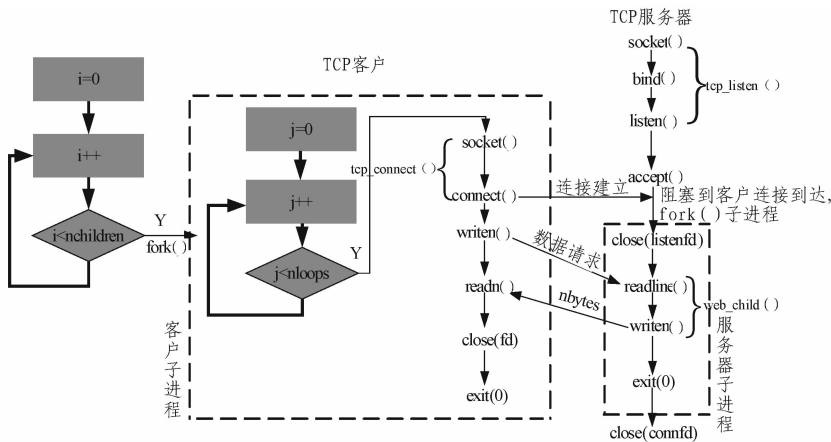 TCP服务器
TCP客户
i=0
i++
i<nchildren
Y
fork()
客户子进程
j=0
j++
j<nloops
Y
socket()
tcp_connect()
connect()
writen()
readn()
close(fd)
exit(0)
连接建立
数据请求
nbytes
socket()
bind()
tcp_listen()
listen()
accept()
阻塞到客户连接到达,
fork()子进程
close(listenfd)
readline()
web_child()
writen()
exit(0)
服务器子进程
close(connfd)